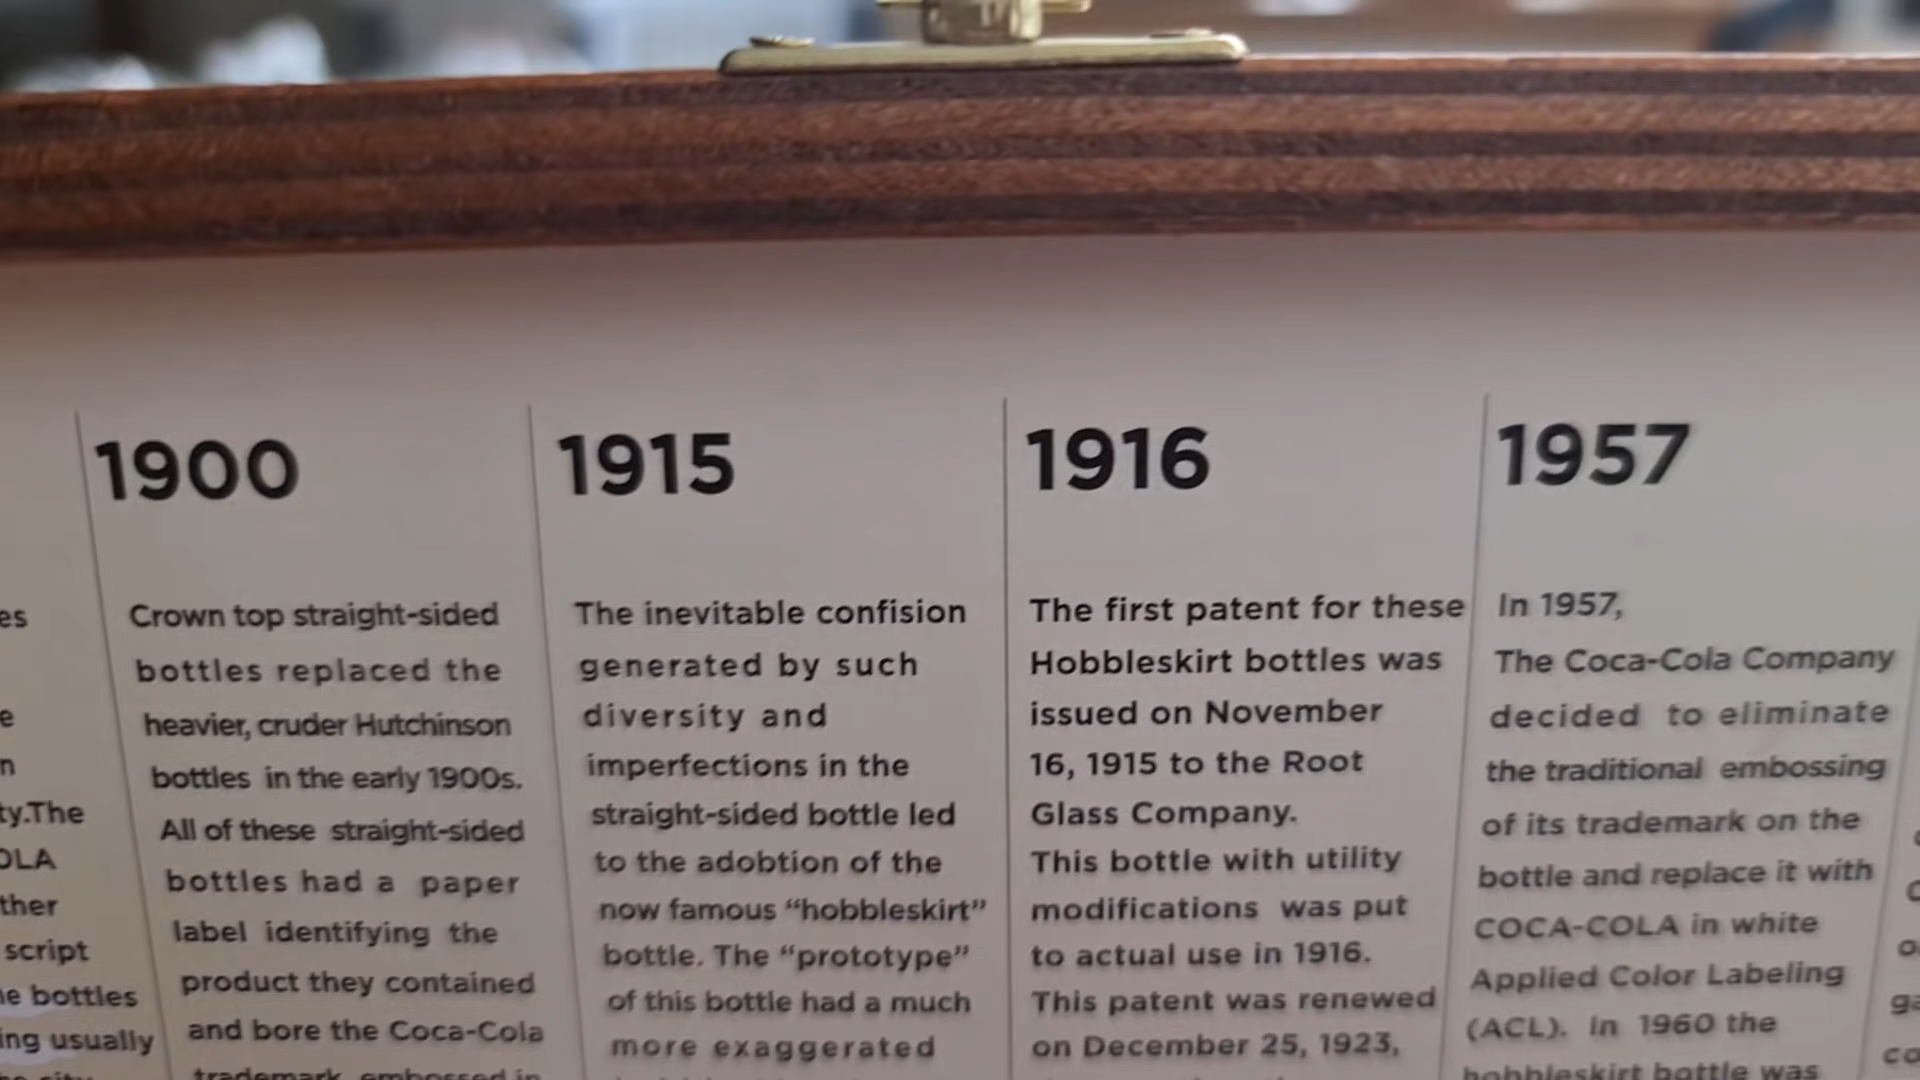 es
e
n
ty.The
OLA
ther
script
e bottles
ing usually
1900
Crown top straight-sided
bottles replaced the
heavier, cruder Hutchinson
bottles in the early 1900s.
All of these straight-sided
bottles had a paper
label identifying the
product they contained
and bore the Coca-Cola
trademark embossed in
1915
The inevitable confision
generated by such
diversity and
imperfections in the
straight-sided bottle led
to the adobtion of the
now famous “hobbleskirt”
bottle. The “prototype”
of this bottle had a much
more exaggerated
1916
The first patent for these
Hobbleskirt bottles was
issued on November
16, 1915 to the Root
Glass Company.
This bottle with utility
modifications was put
to actual use in 1916.
This patent was renewed
on December 25, 1923,
1957
In 1957,
The Coca-Cola Company
decided to eliminate
the traditional embossing
of its trademark on the
bottle and replace it with
COCA-COLA in white
Applied Color Labeling
(ACL). In 1960 the
hobbleskirt bottle was